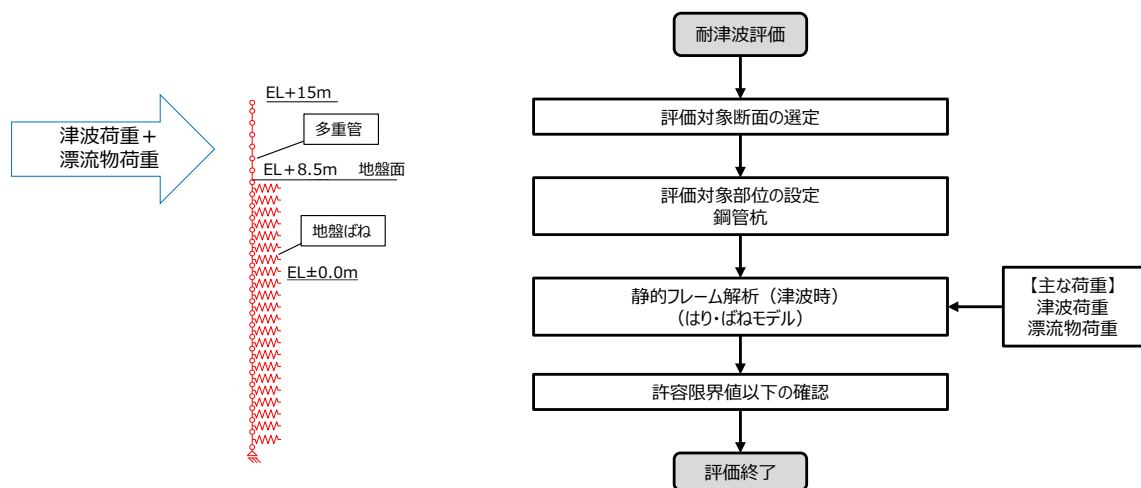 津波荷重＋
漂流物荷重
EL+15m
多重管
EL+8.5m 地盤面
地盤ばね
EL±0.0m
耐津波評価
評価対象断面の選定
評価対象部位の設定
鋼管杭
静的フレーム解析（津波時）
（はり・ばねモデル）
【主な荷重】
津波荷重
漂流物荷重
許容限界値以下の確認
評価終了